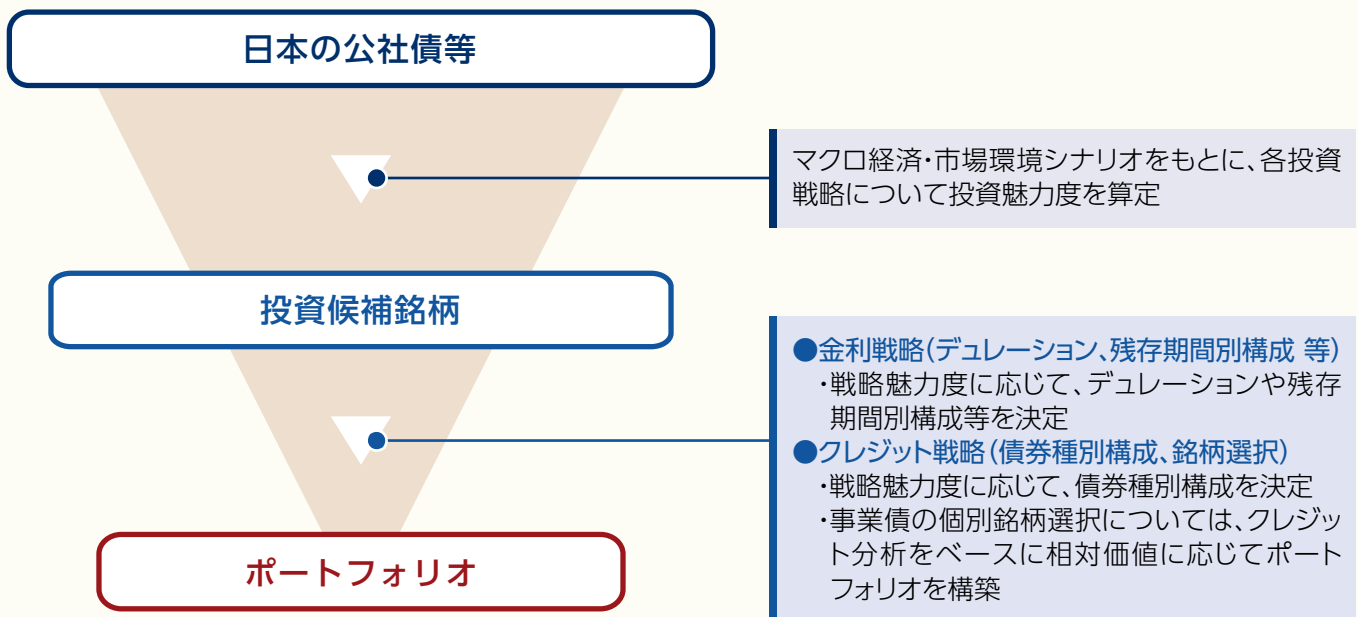 日本の公社債等
マクロ経済・市場環境シナリオをもとに、各投資
戦略について投資魅力度を算定
投資候補銘柄
●金利戦略(デュレーション、残存期間別構成 等)
・戦略魅力度に応じて、デュレーションや残存
期間別構成等を決定
●クレジット戦略(債券種別構成、銘柄選択)
・戦略魅力度に応じて、債券種別構成を決定
・事業債の個別銘柄選択については、クレジッ
ト分析をベースに相対価値に応じてポート
フォリオを構築
ポートフォリオ